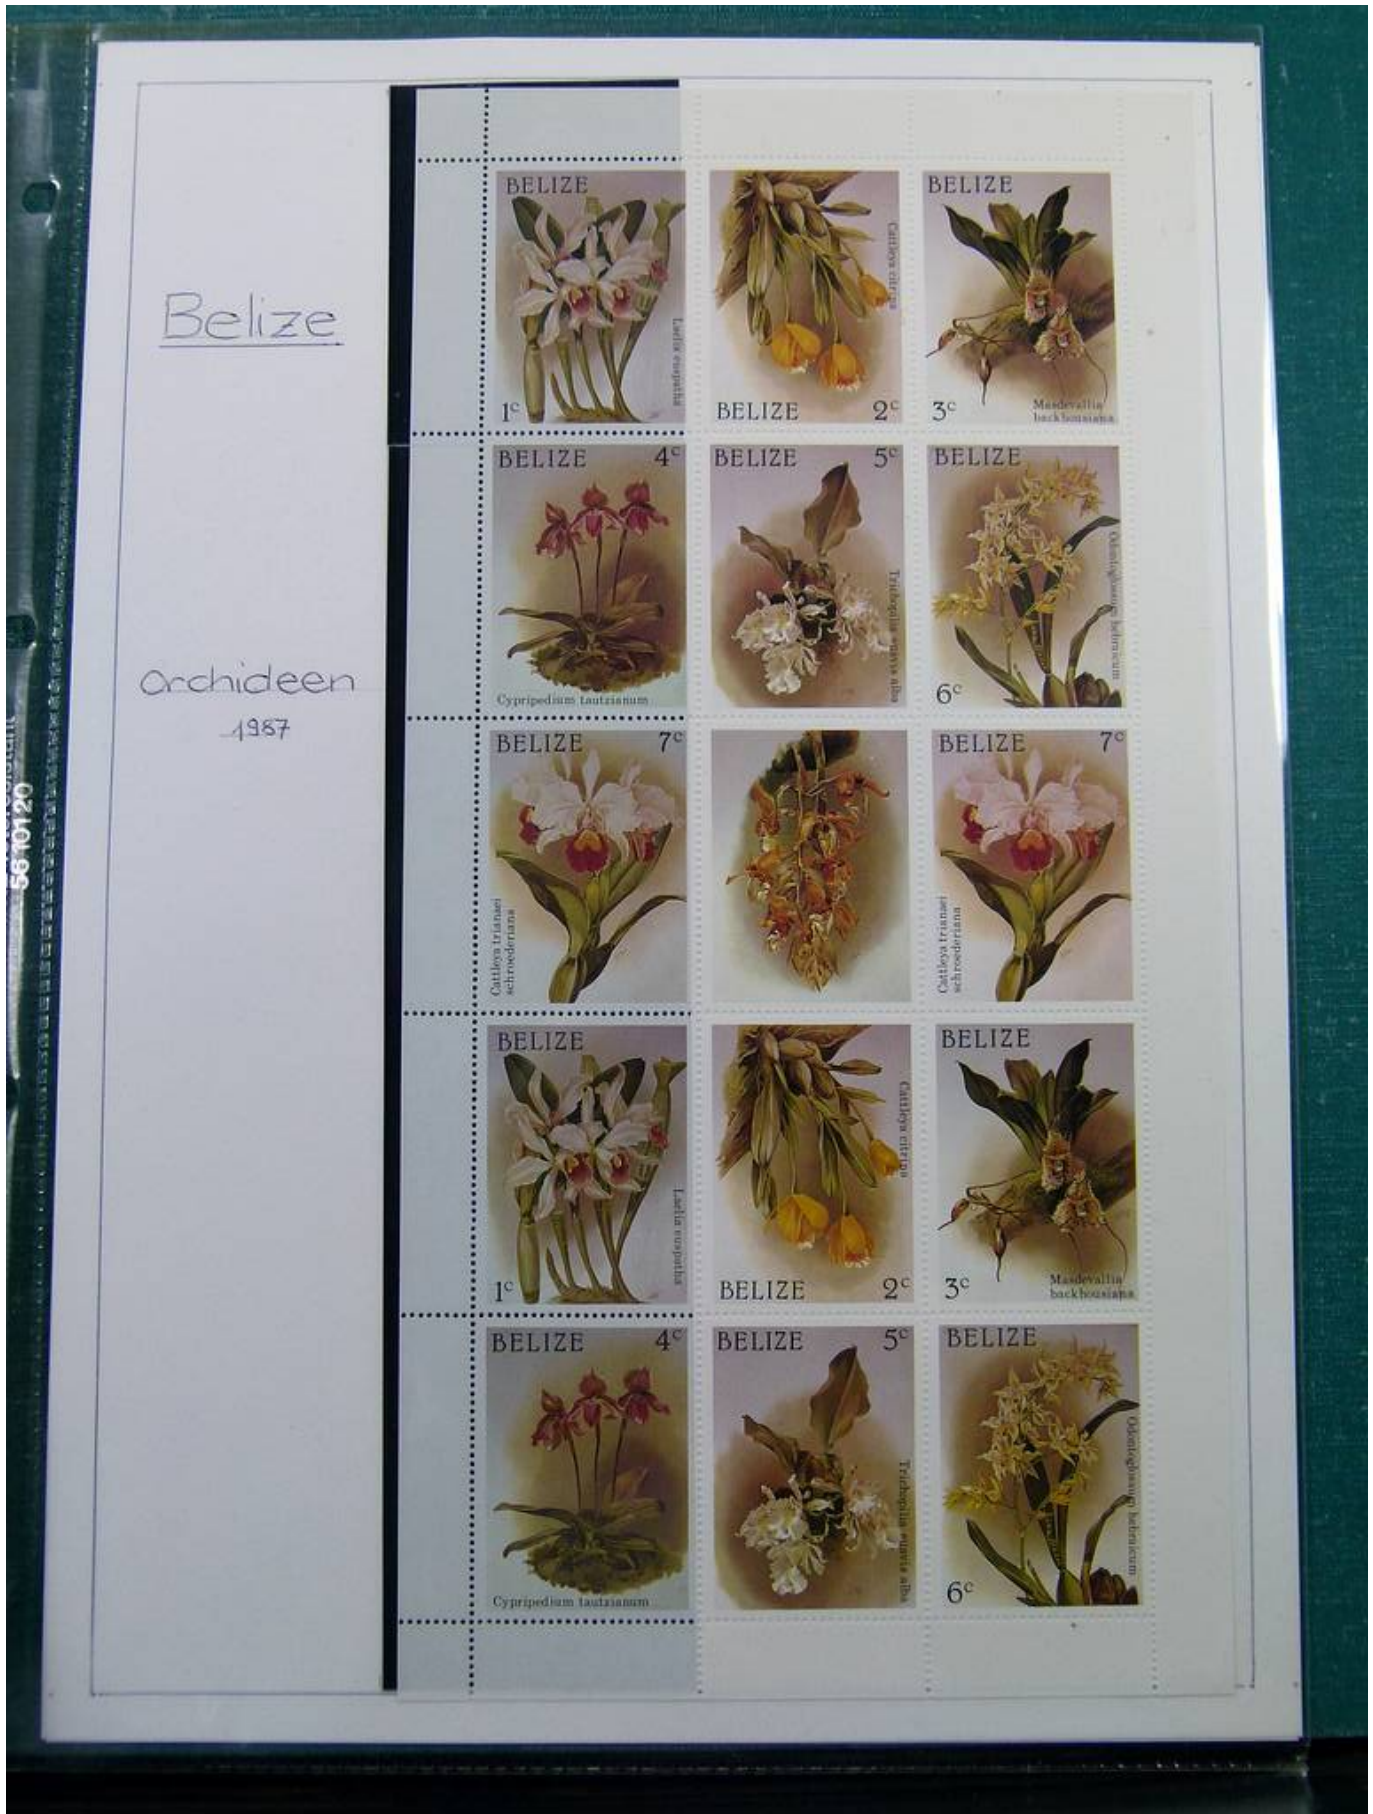 Belize
Orchideen
1987
5610120
BELIZE
Laelia euspatha
1c
Cattleya citrina
BELIZE 2c
BELIZE
3c
Masdevallia
backhousiana
BELIZE 4c
Cypripedium tautzianum
BELIZE 5c
Trichopilia suavis alba
BELIZE
Odontoglossum hebraicum
6c
BELIZE 7c
Cattleya trianaei
schroederiana
BELIZE 7c
Cattleya trianaei
schroederiana
BELIZE
Laelia euspatha
1c
Cattleya citrina
BELIZE 2c
BELIZE
3c
Masdevallia
backhousiana
BELIZE 4c
Cypripedium tautzianum
BELIZE 5c
Trichopilia suavis alba
BELIZE
Odontoglossum hebraicum
6c